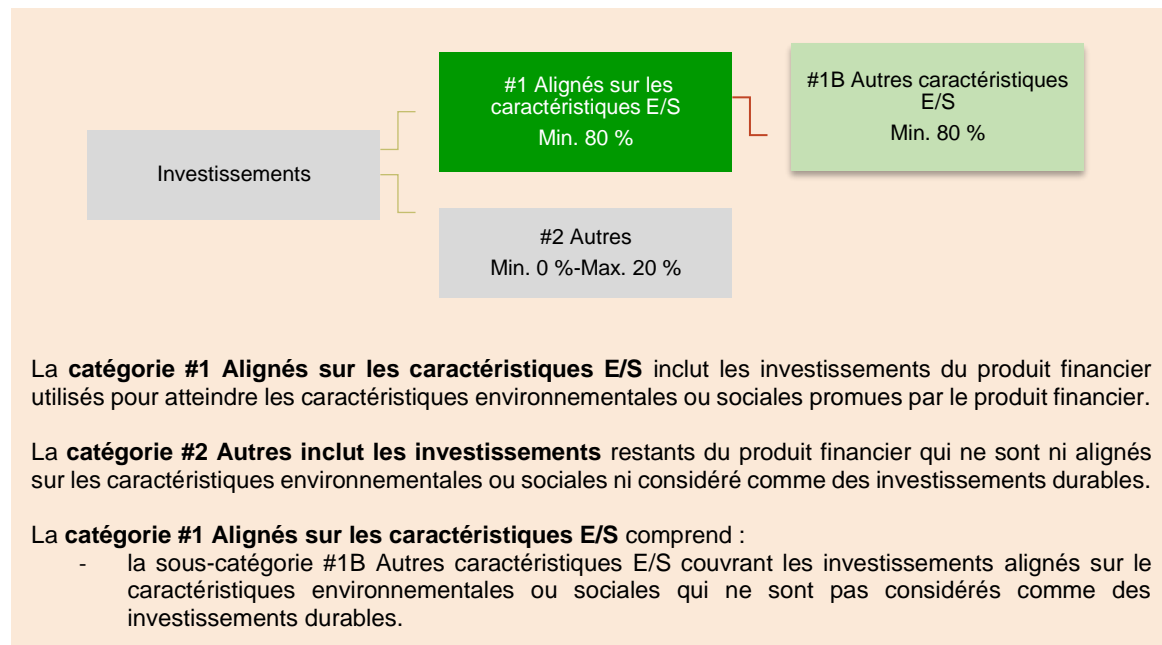 #1 Alignés sur les
caractéristiques E/S
Min. 80 %
#1B Autres caractéristiques
E/S
Min. 80 %
Investissements
#2 Autres
Min. 0 %-Max. 20 %
La catégorie #1 Alignés sur les caractéristiques E/S inclut les investissements du produit financier
utilisés pour atteindre les caractéristiques environnementales ou sociales promues par le produit financier.
La catégorie #2 Autres inclut les investissements restants du produit financier qui ne sont ni alignés
sur les caractéristiques environnementales ou sociales ni considéré comme des investissements durables.
La catégorie #1 Alignés sur les caractéristiques E/S comprend :
- la sous-catégorie #1B Autres caractéristiques E/S couvrant les investissements alignés sur le
caractéristiques environnementales ou sociales qui ne sont pas considérés comme des
investissements durables.